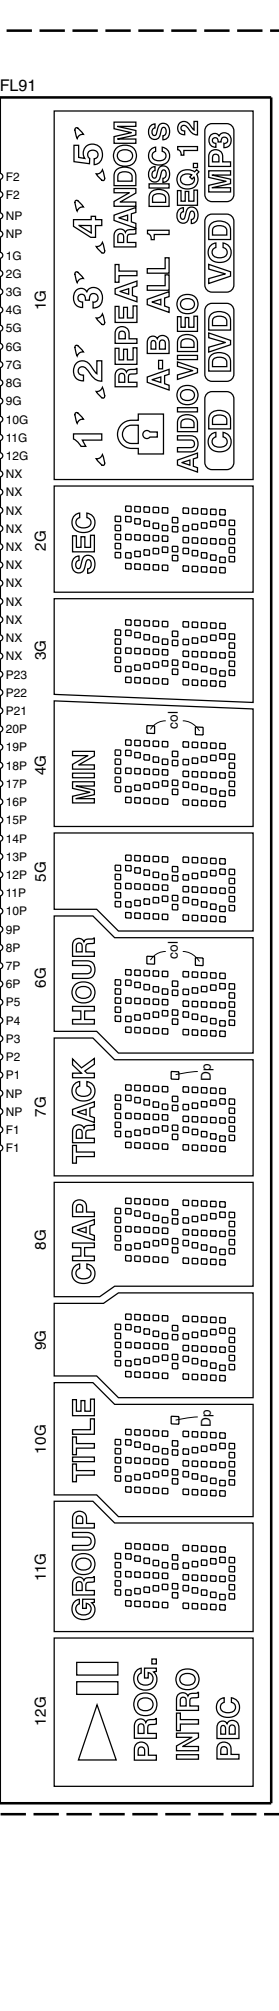 FL91
F2
F2
NP
NP
1G
2G
3G
4G
5G
6G
7G
8G
9G
10G
11G
12G
NX
NX
NX
NX
NX
NX
NX
NX
NX
NX
NX
P23
P22
P21
20P
19P
18P
17P
16P
15P
14P
13P
12P
11P
10P
9P
8P
7P
6P
P5
P4
P3
P2
P1
NP
NP
F1
F1
1G
1 2 3 4 5
REPEAT RANDOM
A-B ALL 1 DISC S
AUDIO VIDEO SEQ. 1 2
CD DVD VCD MP3
2G
SEC
3G
4G
MIN
col
5G
6G
HOUR
col
7G
TRACK
Dp
8G
CHAP
9G
10G
TITLE
Dp
11G
GROUP
12G
PROG.
INTRO
PBC